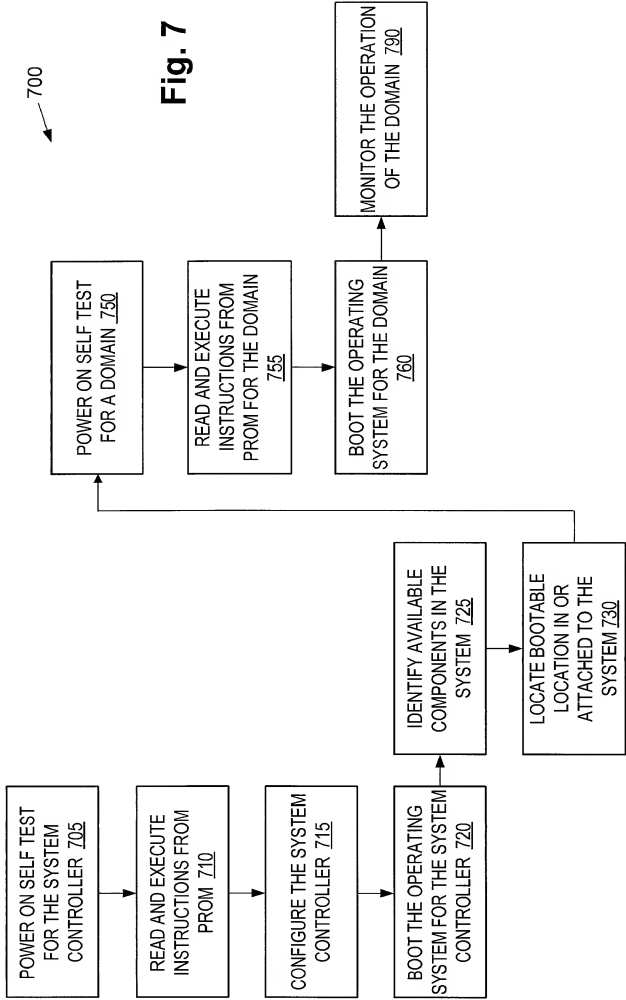 700
Fig. 7
POWER ON SELF TEST
FOR THE SYSTEM
CONTROLLER 705
READ AND EXECUTE
INSTRUCTIONS FROM
PROM 710
CONFIGURE THE SYSTEM
CONTROLLER 715
BOOT THE OPERATING
SYSTEM FOR THE SYSTEM
CONTROLLER 720
IDENTIFY AVAILABLE
COMPONENTS IN THE
SYSTEM 725
LOCATE BOOTABLE
LOCATION IN OR
ATTACHED TO THE
SYSTEM 730
POWER ON SELF TEST
FOR A DOMAIN 750
READ AND EXECUTE
INSTRUCTIONS FROM
PROM FOR THE DOMAIN
755
BOOT THE OPERATING
SYSTEM FOR THE DOMAIN
760
MONITOR THE OPERATION
OF THE DOMAIN 790